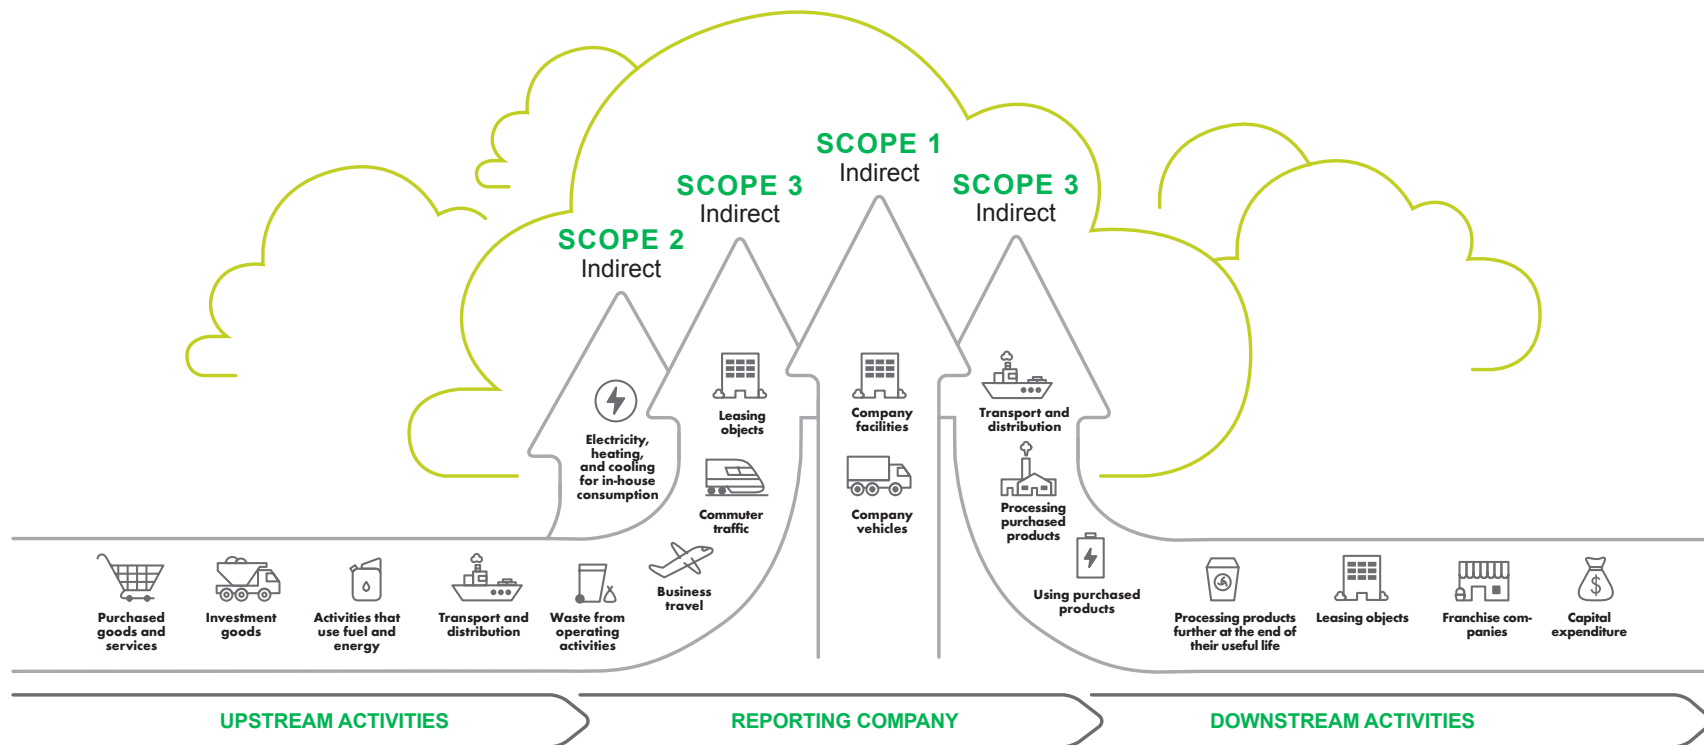 SCOPE 1
Indirect
SCOPE 3
Indirect
SCOPE 3
Indirect
SCOPE 2
Indirect
Electricity,
heating,
and cooling
for in-house
consumption
Leasing
objects
Commuter
traffic
Business
travel
Company
facilities
Company
vehicles
Transport and
distribution
Processing
purchased
products
Using purchased
products
Purchased
goods and
services
Investment
goods
Activities that
use fuel and
energy
Transport and
distribution
Waste from
operating
activities
Processing products
further at the end of
their useful life
Leasing objects
Franchise com-
panies
Capital
expenditure
$
UPSTREAM ACTIVITIES
REPORTING COMPANY
DOWNSTREAM ACTIVITIES